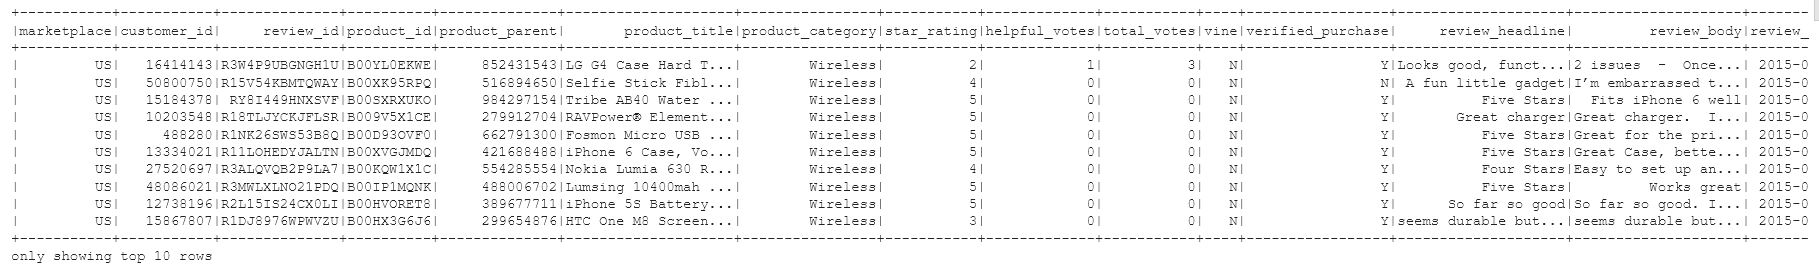 +-----------+-----------+--------------+----------+--------------+--------------------+----------------+-----------+-------------+-----------+----+-----------------+--------------------+--------------------+-------
|marketplace|customer_id|     review_id|product_id|product_parent|       product_title|product_category|star_rating|helpful_votes|total_votes|vine|verified_purchase|     review_headline|         review_body|review_
+-----------+-----------+--------------+----------+--------------+--------------------+----------------+-----------+-------------+-----------+----+-----------------+--------------------+--------------------+-------
|         US|   16414143|R3W4P9UBGNGH1U|B00YL0EKWE|     852431543|LG G4 Case Hard T...|        Wireless|          2|            1|          3|   N|                Y|Looks good, funct...|2 issues  -  Once...| 2015-0
|         US|   50800750|R15V54KBMTQWAY|B00XK95RPQ|     516894650|Selfie Stick Fibl...|        Wireless|          4|            0|          0|   N|                N| A fun little gadget|I’m embarrassed t...| 2015-0
|         US|   15184378| RY8I449HNXSVF|B00SXRXUKO|     984297154|Tribe AB40 Water ...|        Wireless|          5|            0|          0|   N|                Y|          Five Stars|  Fits iPhone 6 well| 2015-0
|         US|   10203548|R18TLJYCKJFLSR|B009V5X1CE|     279912704|RAVPower® Element...|        Wireless|          5|            0|          0|   N|                Y|       Great charger|Great charger.  I...| 2015-0
|         US|     488280|R1NK26SWS53B8Q|B00D93OVF0|     662791300|Fosmon Micro USB ...|        Wireless|          5|            0|          0|   N|                Y|          Five Stars|Great for the pri...| 2015-0
|         US|   13334021|R11LOHEDYJALTN|B00XVGJMDQ|     421688488|iPhone 6 Case, Vo...|        Wireless|          5|            0|          0|   N|                Y|          Five Stars|Great Case, bette...| 2015-0
|         US|   27520697|R3ALQVQB2P9LA7|B00KQW1X1C|     554285554|Nokia Lumia 630 R...|        Wireless|          4|            0|          0|   N|                Y|          Four Stars|Easy to set up an...| 2015-0
|         US|   48086021|R3MWLXLNO21PDQ|B00IP1MQNK|     488006702|Lumsing 10400mah ...|        Wireless|          5|            0|          0|   N|                Y|          Five Stars|         Works great| 2015-0
|         US|   12738196|R2L15IS24CX0LI|B00HVORET8|     389677711|iPhone 5S Battery...|        Wireless|          5|            0|          0|   N|                Y|      So far so good|So far so good. I...| 2015-0
|         US|   15867807|R1DJ8976WPWVZU|B00HX3G6J6|     299654876|HTC One M8 Screen...|        Wireless|          3|            0|          0|   N|                Y|seems durable but...|seems durable but...| 2015-0
+-----------+-----------+--------------+----------+--------------+--------------------+----------------+-----------+-------------+-----------+----+-----------------+--------------------+--------------------+-------
only showing top 10 rows